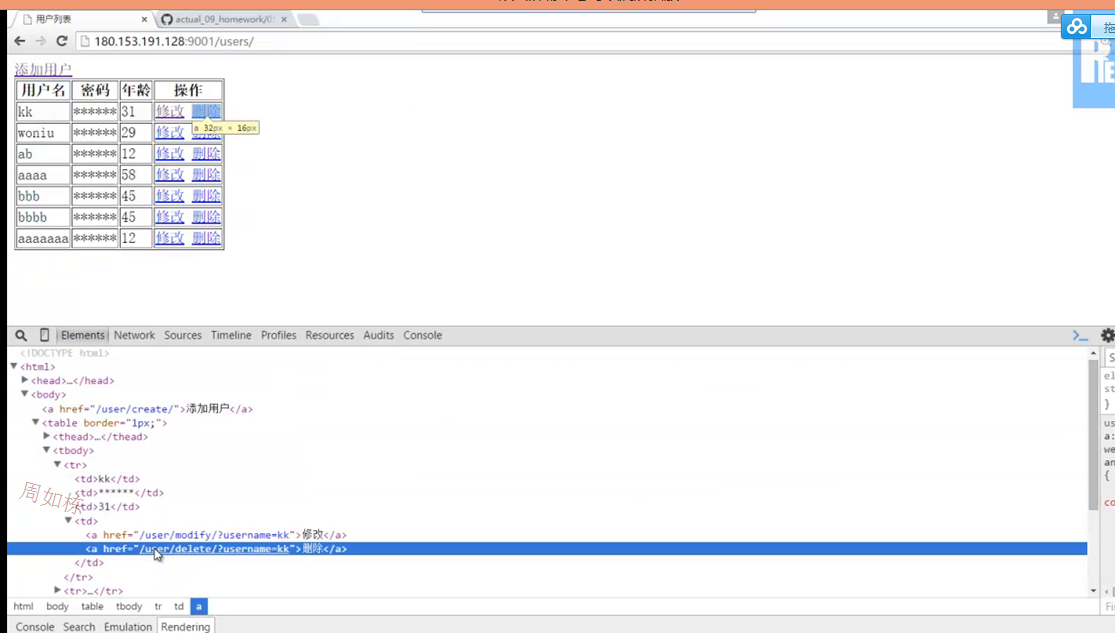 用户列表 actual_09_homework/05
180.153.191.128:9001/users/
添加用户
用户名 密码 年龄 操作
kk ****** 31 修改 删除
a 32px × 16px
woniu ****** 29 修改 删除
ab ****** 12 修改 删除
aaaa ****** 58 修改 删除
bbb ****** 45 修改 删除
bbbb ****** 45 修改 删除
aaaaaaa ****** 12 修改 删除
Elements Network Sources Timeline Profiles Resources Audits Console
<!DOCTYPE html>
<html>
<head>…</head>
<body>
<a href="/user/create/">添加用户</a>
<table border="1px;">
<thead>…</thead>
<tbody>
<tr>
<td>kk</td>
<td>******</td>
周如栋
<td>31</td>
<td>
<a href="/user/modify/?username=kk">修改</a>
<a href="/user/delete/?username=kk">删除</a>
</td>
</tr>
<tr>…</tr>
html body table tbody tr td a
Console Search Emulation Rendering